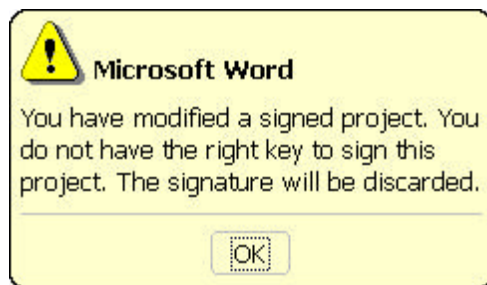 Microsoft Word
You have modified a signed project. You
do not have the right key to sign this
project. The signature will be discarded.
OK